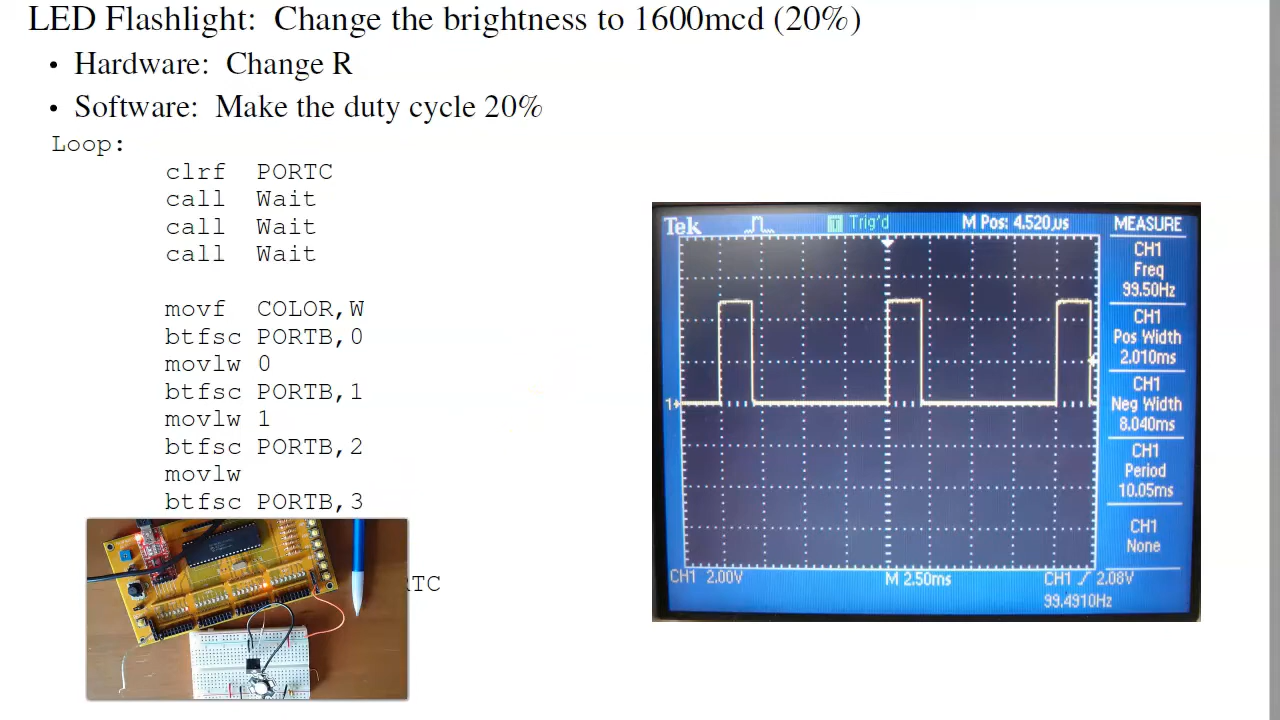 LED Flashlight: Change the brightness to 1600mcd (20%)
• Hardware: Change R
• Software: Make the duty cycle 20%
Loop:
clrf PORTC
call Wait
call Wait
call Wait
movf COLOR,W
btfsc PORTB,0
movlw 0
btfsc PORTB,1
movlw 1
btfsc PORTB,2
movlw
btfsc PORTB,3
RTC
Tek Trig'd M Pos: 4.520µs MEASURE
CH1
Freq
99.50Hz
CH1
Pos Width
2.010ms
CH1
Neg Width
8.040ms
CH1
Period
10.05ms
CH1
None
1
CH1 2.00V M 2.50ms CH1 2.08V
99.4910Hz